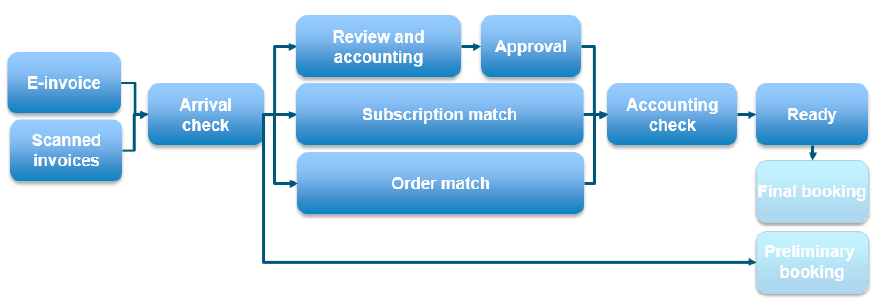 E-invoice
Scanned
invoices
Arrival
check
Review and
accounting
Approval
Subscription match
Order match
Accounting
check
Ready
Final booking
Preliminary
booking